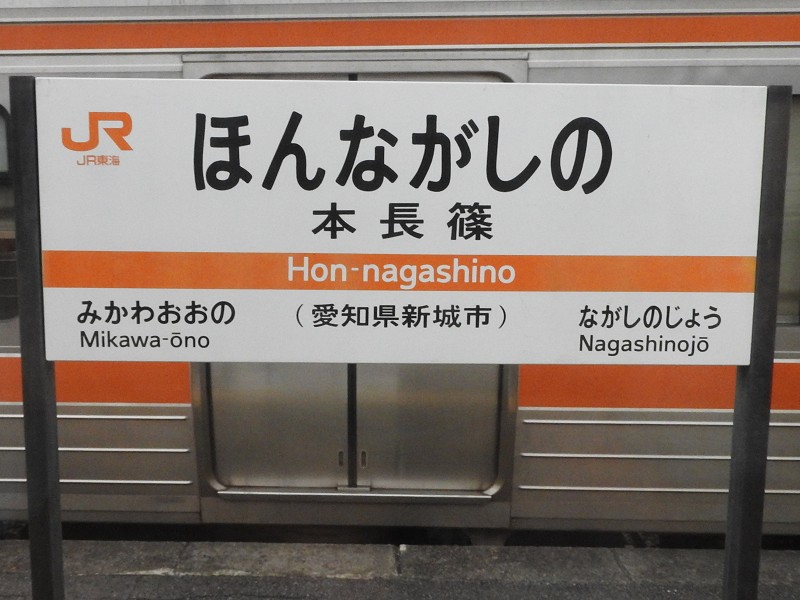 JR
JR東海
ほんながしの
本長篠
Hon-nagashino
みかわおおの
Mikawa-ōno
（愛知県新城市）
ながしのじょう
Nagashinojō